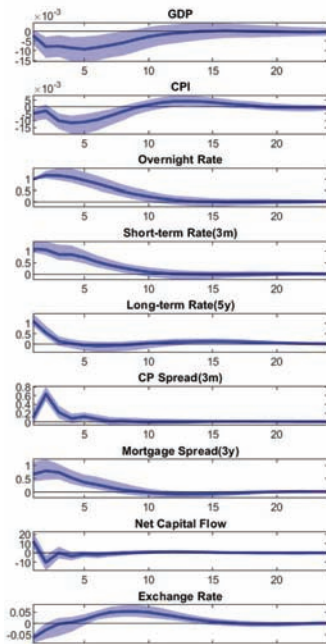 GDP
×10⁻³
0
-5
-10
-15
5 10 15 20
CPI
×10⁻³
5
0
-5
-10
-15
5 10 15 20
Overnight Rate
1
0.5
0
5 10 15 20
Short-term Rate(3m)
1
0.5
0
5 10 15 20
Long-term Rate(5y)
1
0.5
0
5 10 15 20
CP Spread(3m)
0.8
0.6
0.4
0.2
0
5 10 15 20
Mortgage Spread(3y)
1
0.5
0
5 10 15 20
Net Capital Flow
20
10
0
-10
5 10 15 20
Exchange Rate
0.05
0
-0.05
5 10 15 20